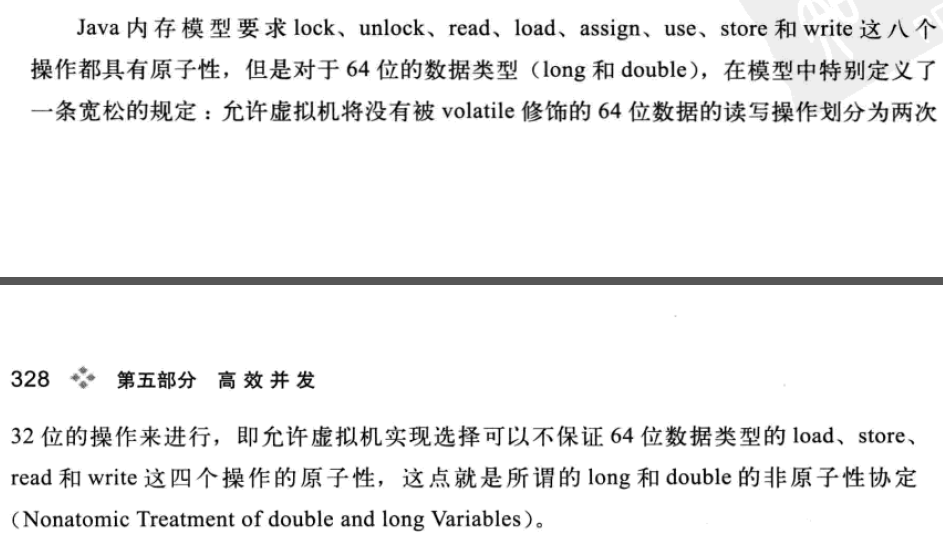 Java 内存模型要求 lock、unlock、read、load、assign、use、store 和 write 这八个
操作都具有原子性，但是对于 64 位的数据类型（long 和 double），在模型中特别定义了
一条宽松的规定：允许虚拟机将没有被 volatile 修饰的 64 位数据的读写操作划分为两次
328 第五部分 高效并发
32 位的操作来进行，即允许虚拟机实现选择可以不保证 64 位数据类型的 load、store、
read 和 write 这四个操作的原子性，这点就是所谓的 long 和 double 的非原子性协定
（Nonatomic Treatment of double and long Variables）。